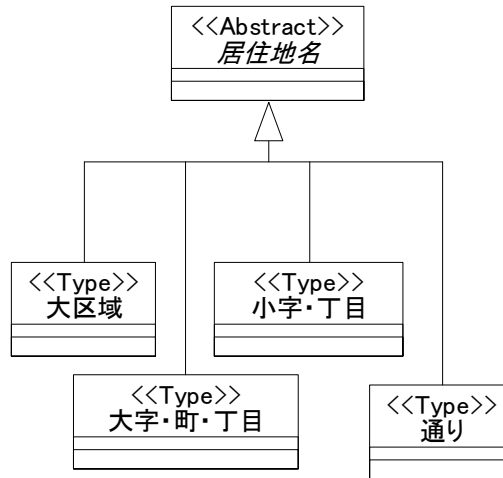 <<Abstract>>
居住地名
<<Type>>
大区域
<<Type>>
小字・丁目
<<Type>>
大字・町・丁目
<<Type>>
通り